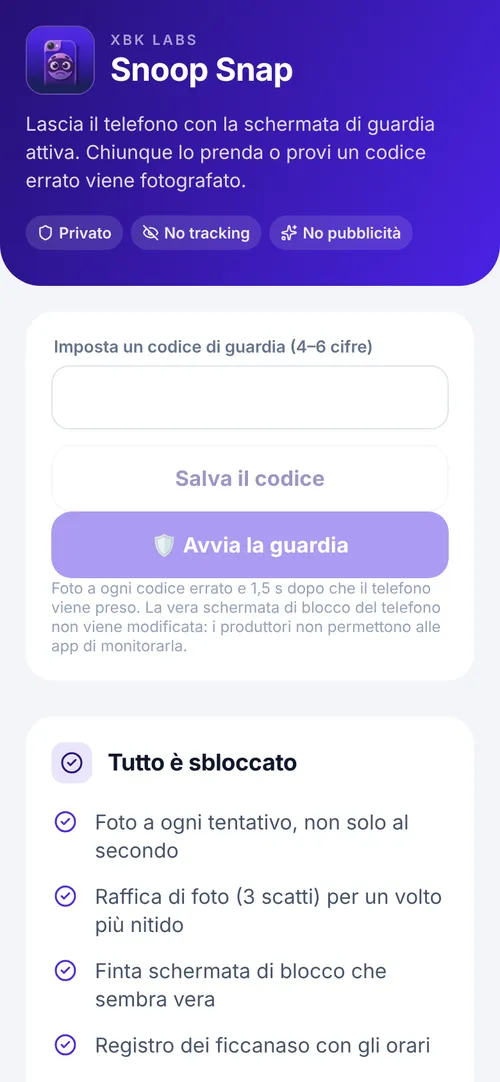 XBK LABS
Snoop Snap
Lascia il telefono con la schermata di guardia
attiva. Chiunque lo prenda o provi un codice
errato viene fotografato.
Privato
No tracking
No pubblicità
Imposta un codice di guardia (4–6 cifre)
Salva il codice
🛡️ Avvia la guardia
Foto a ogni codice errato e 1,5 s dopo che il telefono
viene preso. La vera schermata di blocco del telefono
non viene modificata: i produttori non permettono alle
app di monitorarla.
Tutto è sbloccato
Foto a ogni tentativo, non solo al
secondo
Raffica di foto (3 scatti) per un volto
più nitido
Finta schermata di blocco che
sembra vera
Registro dei ficcanaso con gli orari